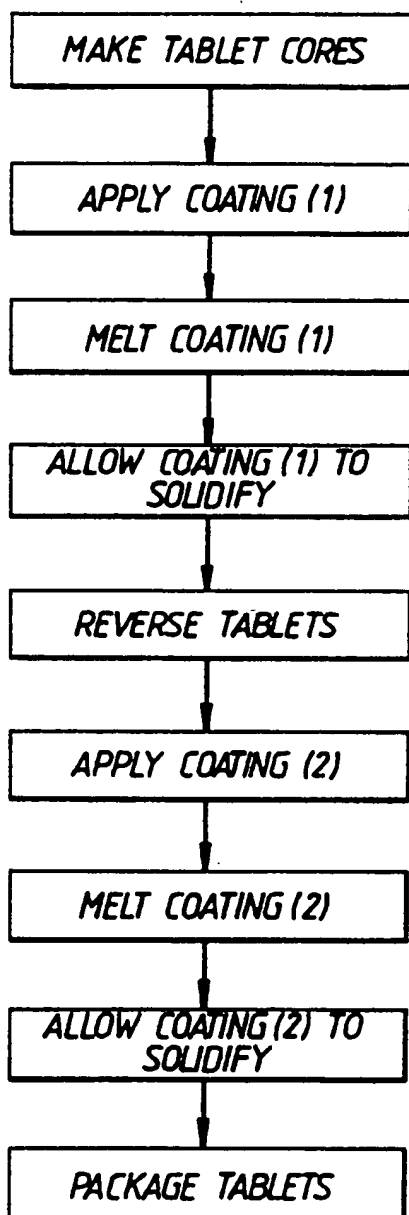 MAKE TABLET CORES
APPLY COATING (1)
MELT COATING (1)
ALLOW COATING (1) TO
SOLIDIFY
REVERSE TABLETS
APPLY COATING (2)
MELT COATING (2)
ALLOW COATING (2) TO
SOLIDIFY
PACKAGE TABLETS